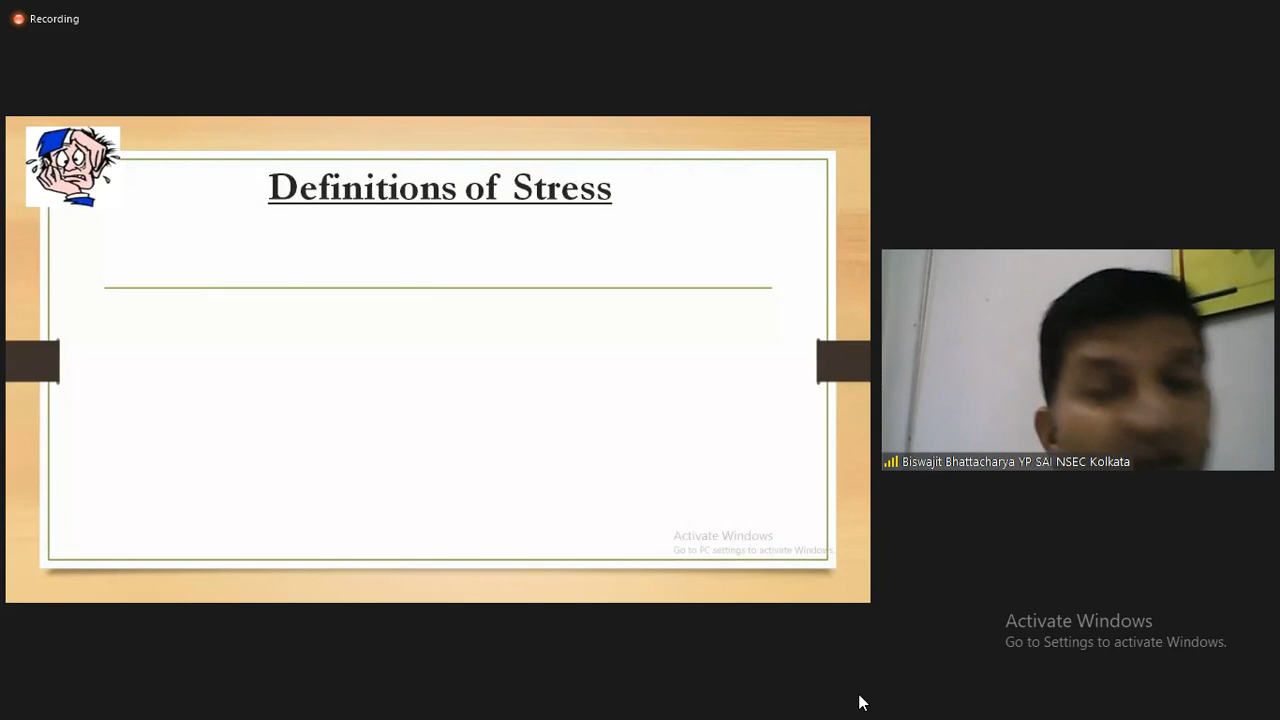 Recording
Definitions of Stress
Activate Windows
Go to PC settings to activate Windows.
Biswajit Bhattacharya YP SAI NSEC Kolkata
Activate Windows
Go to Settings to activate Windows.